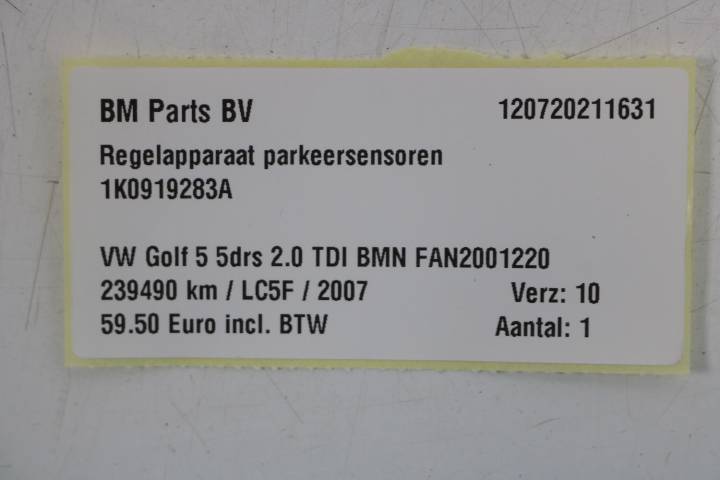 BM Parts BV 120720211631
Regelapparaat parkeersensoren
1K0919283A
VW Golf 5 5drs 2.0 TDI BMN FAN2001220
239490 km / LC5F / 2007 Verz: 10
59.50 Euro incl. BTW Aantal: 1